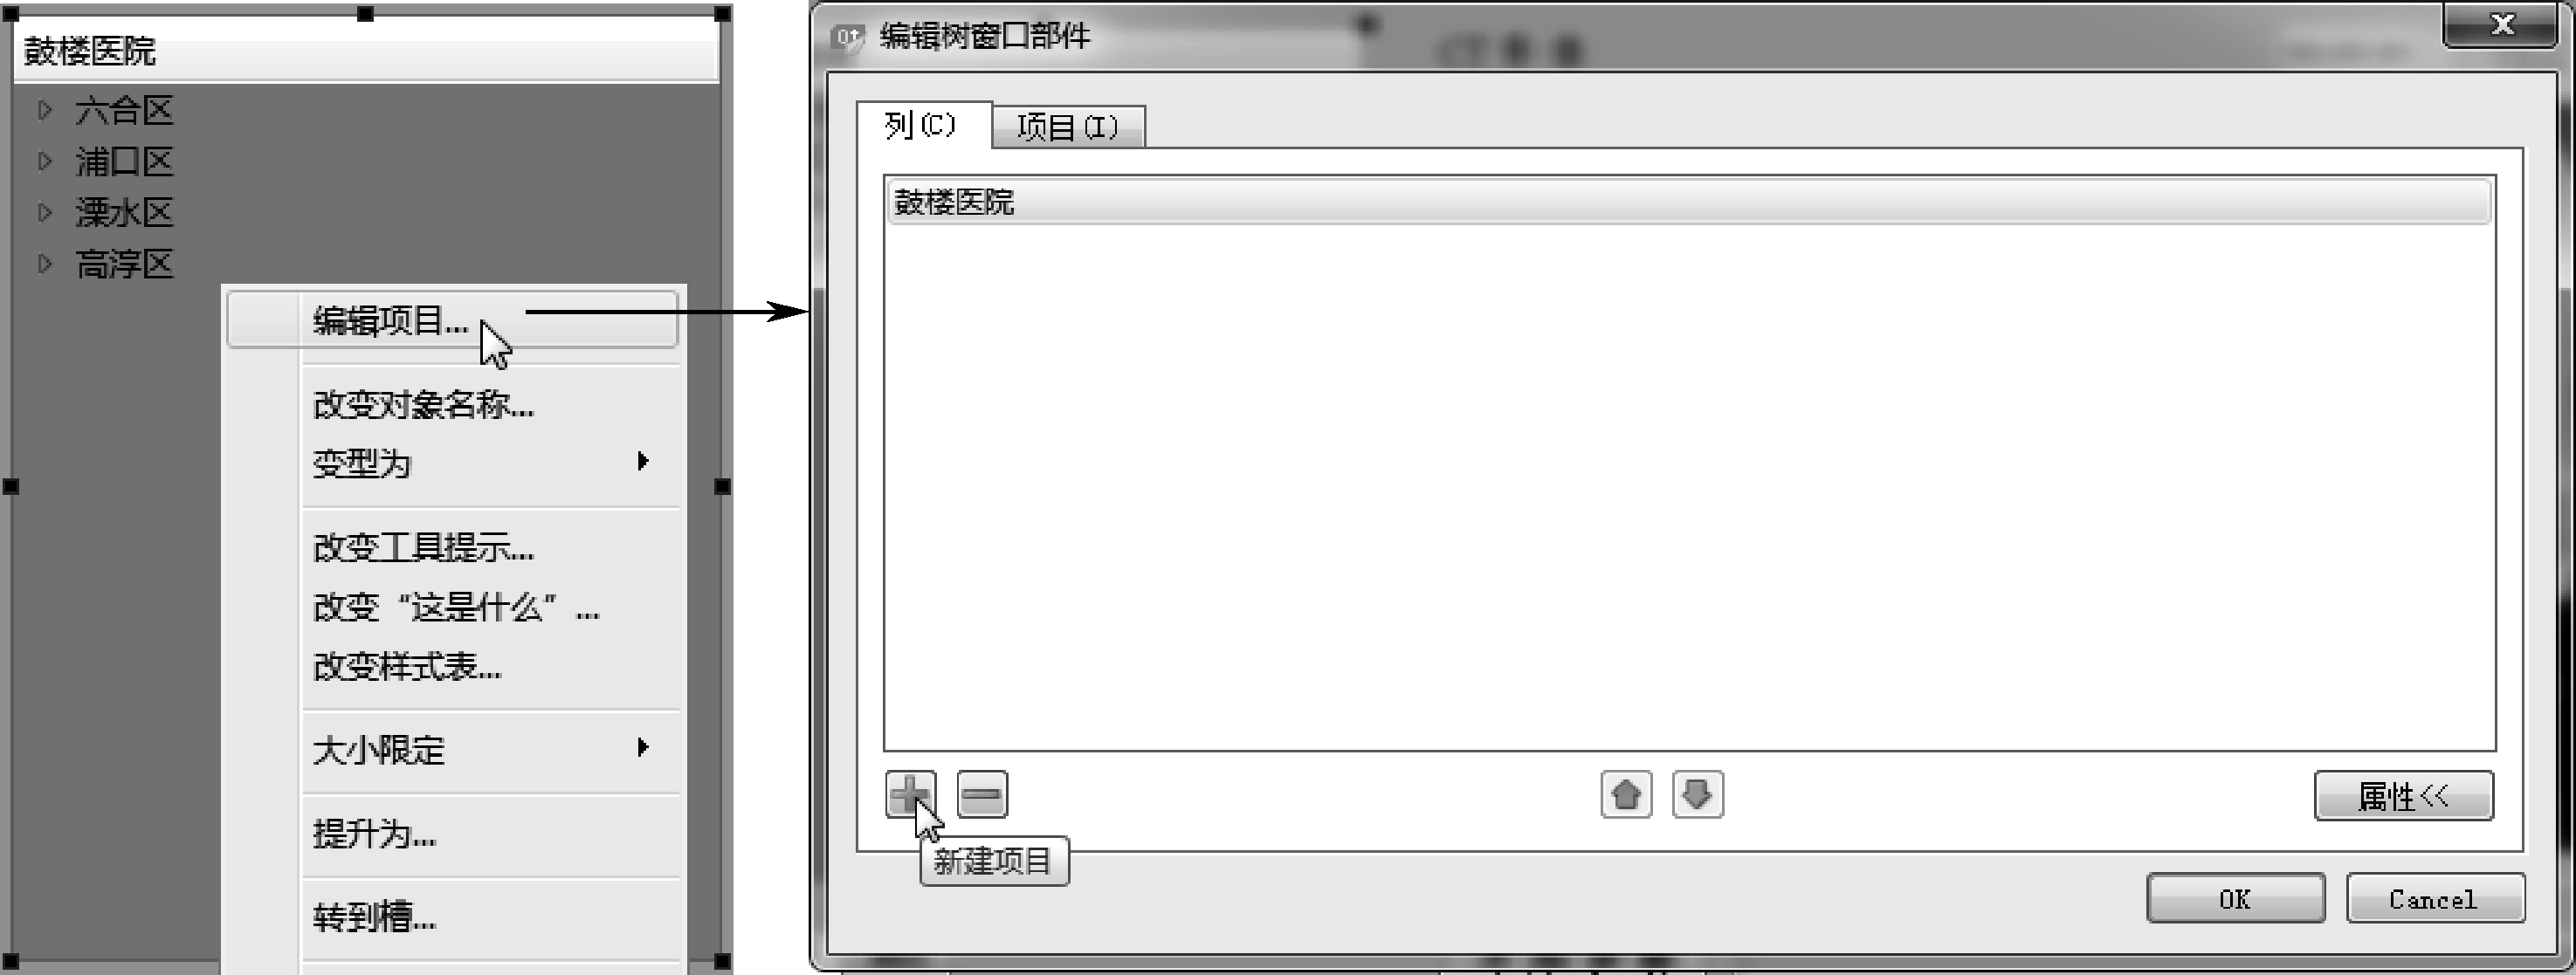 鼓楼医院
六合区
浦口区
溧水区
高淳区
编辑项目...
改变对象名称...
变型为
改变工具提示...
改变“这是什么”...
改变样式表...
大小限定
提升为...
转到槽...
编辑树窗口部件
列(C)
项目(I)
鼓楼医院
属性<<
新建项目
OK
Cancel